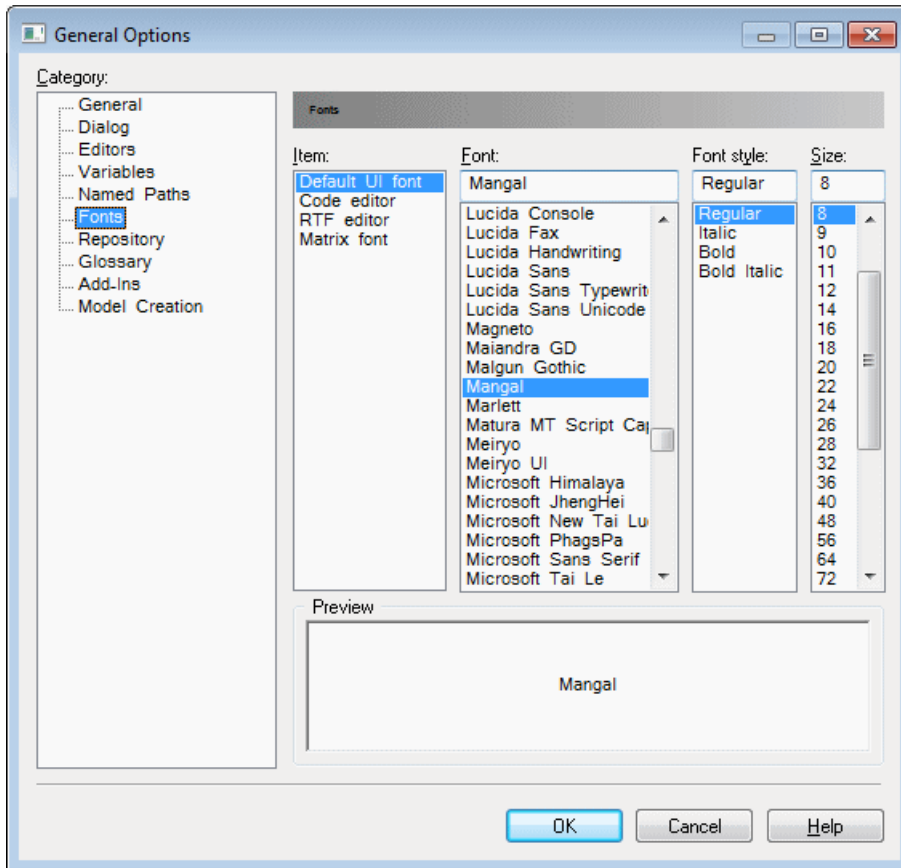 General Options
Category:
General
Dialog
Editors
Variables
Named Paths
Fonts
Repository
Glossary
Add-Ins
Model Creation
Fonts
Item:
Default UI font
Code editor
RTF editor
Matrix font
Font:
Mangal
Lucida Console
Lucida Fax
Lucida Handwriting
Lucida Sans
Lucida Sans Typewrit
Lucida Sans Unicode
Magneto
Maiandra GD
Malgun Gothic
Mangal
Marlett
Matura MT Script Cap
Meiryo
Meiryo UI
Microsoft Himalaya
Microsoft JhengHei
Microsoft New Tai Lu
Microsoft PhagsPa
Microsoft Sans Serif
Microsoft Tai Le
Font style:
Regular
Regular
Italic
Bold
Bold Italic
Size:
8
8
9
10
11
12
14
16
18
20
22
24
26
28
32
36
40
48
56
64
72
Preview
Mangal
OK
Cancel
Help